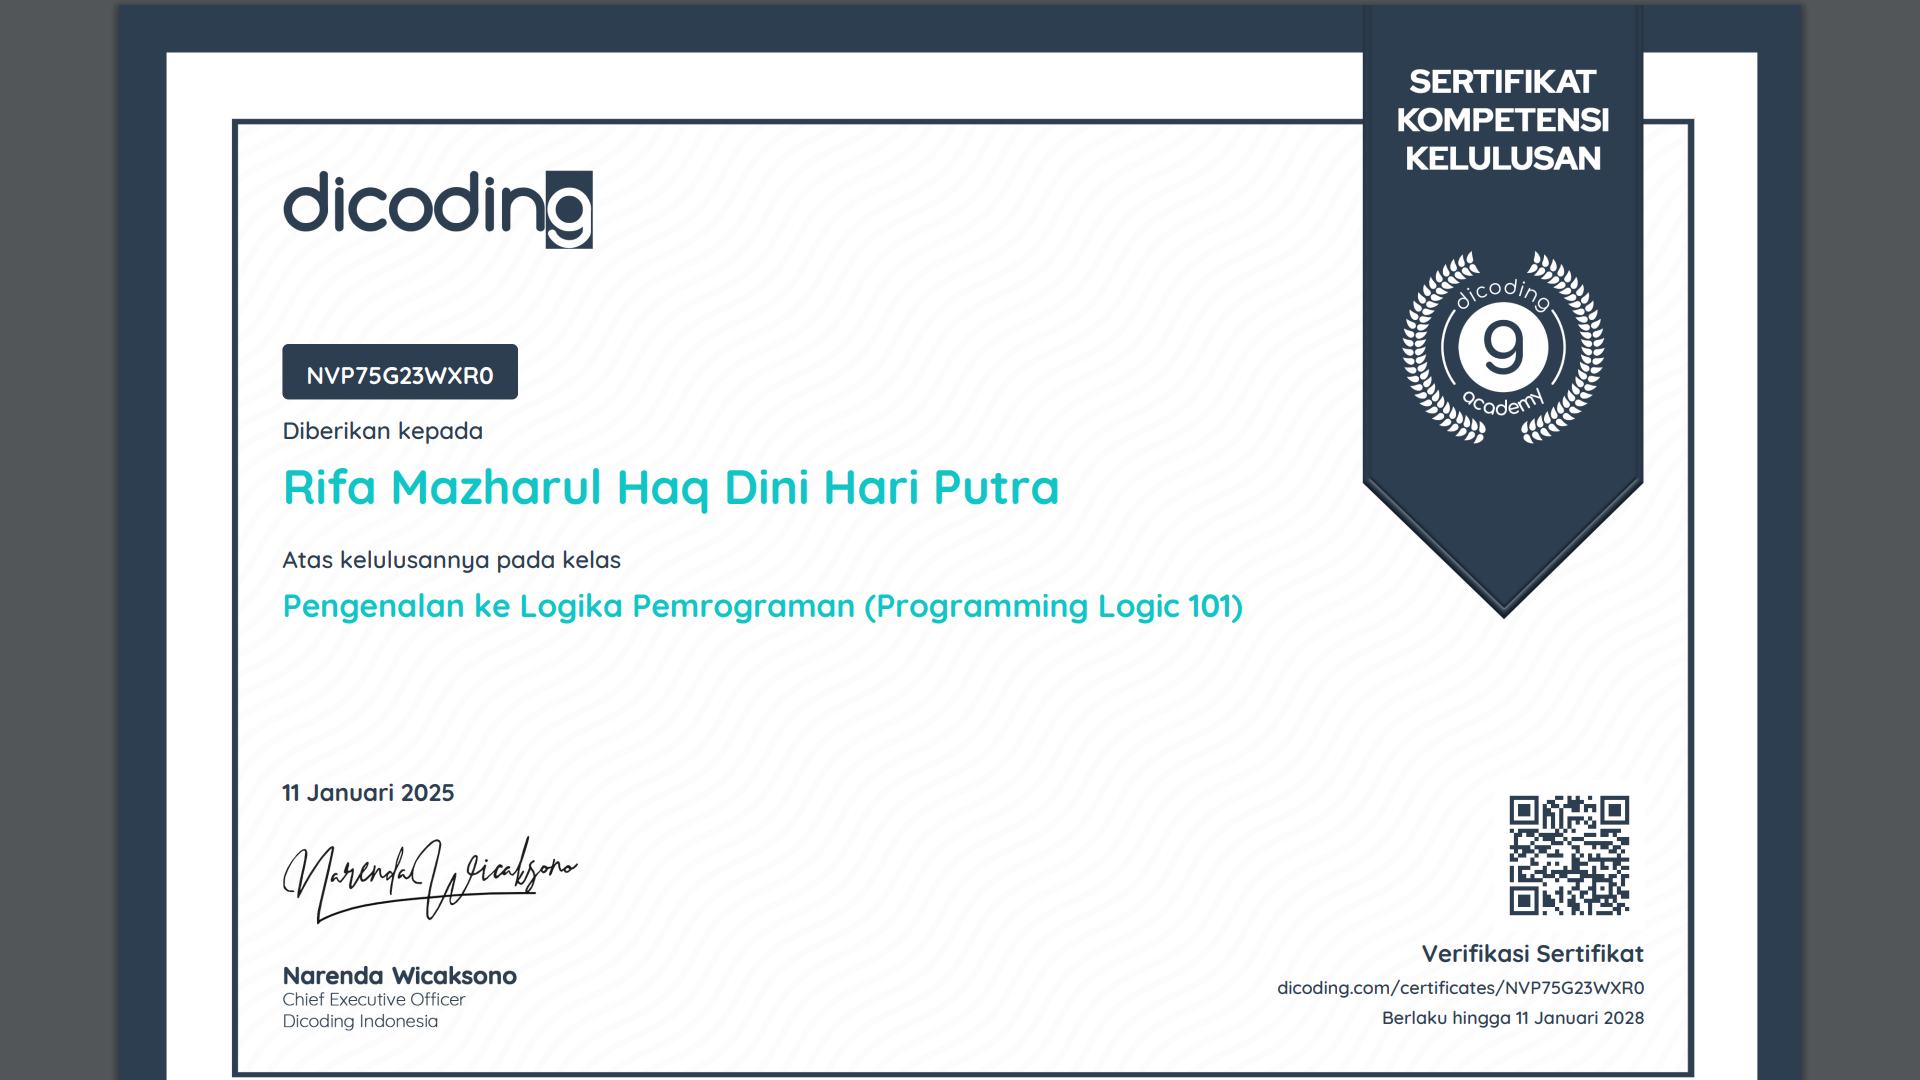 SERTIFIKAT
KOMPETENSI
KELULUSAN
dicoding
dicoding
academy
NVP75G23WXR0
Diberikan kepada
Rifa Mazharul Haq Dini Hari Putra
Atas kelulusannya pada kelas
Pengenalan ke Logika Pemrograman (Programming Logic 101)
11 Januari 2025
Narenda Wicaksono
Narenda Wicaksono
Chief Executive Officer
Dicoding Indonesia
Verifikasi Sertifikat
dicoding.com/certificates/NVP75G23WXR0
Berlaku hingga 11 Januari 2028